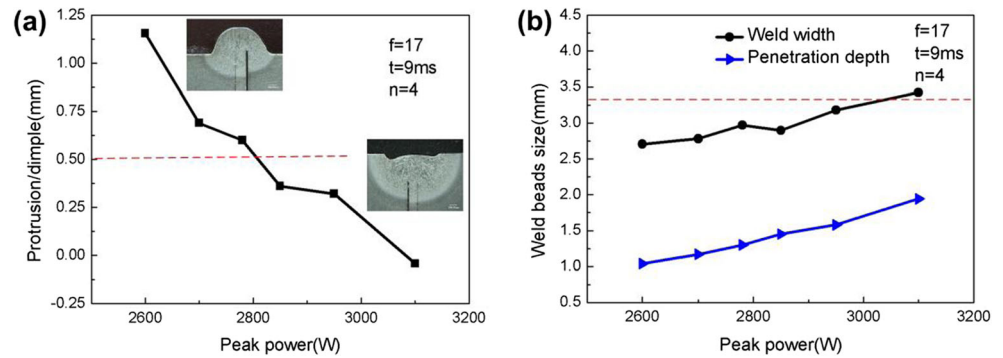 (a)
1.25
1.00
0.75
0.50
0.25
0.00
-0.25
Protrusion/dimple(mm)
f=17
t=9ms
n=4
2600 2800 3000 3200
Peak power(W)
(b)
4.5
4.0
3.5
3.0
2.5
2.0
1.5
1.0
0.5
Weld beads size(mm)
Weld width
Penetration depth
f=17
t=9ms
n=4
2600 2800 3000 3200
Peak power(W)